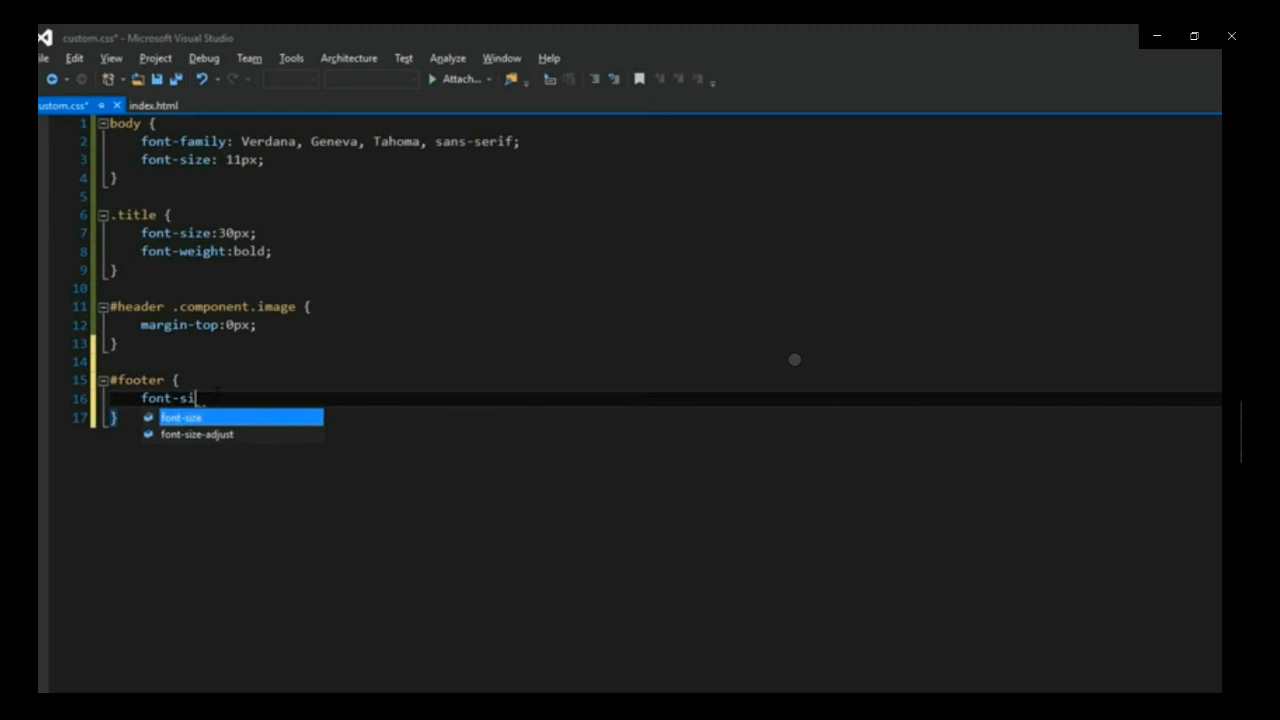 custom.css* - Microsoft Visual Studio
ile Edit View Project Debug Team Tools Architecture Test Analyze Window Help
Attach...
ustom.css* index.html
1 body {
2 font-family: Verdana, Geneva, Tahoma, sans-serif;
3 font-size: 11px;
4 }
5
6 .title {
7 font-size:30px;
8 font-weight:bold;
9 }
10
11 #header .component.image {
12 margin-top:0px;
13 }
14
15 #footer {
16 font-si
17 }
font-size
font-size-adjust